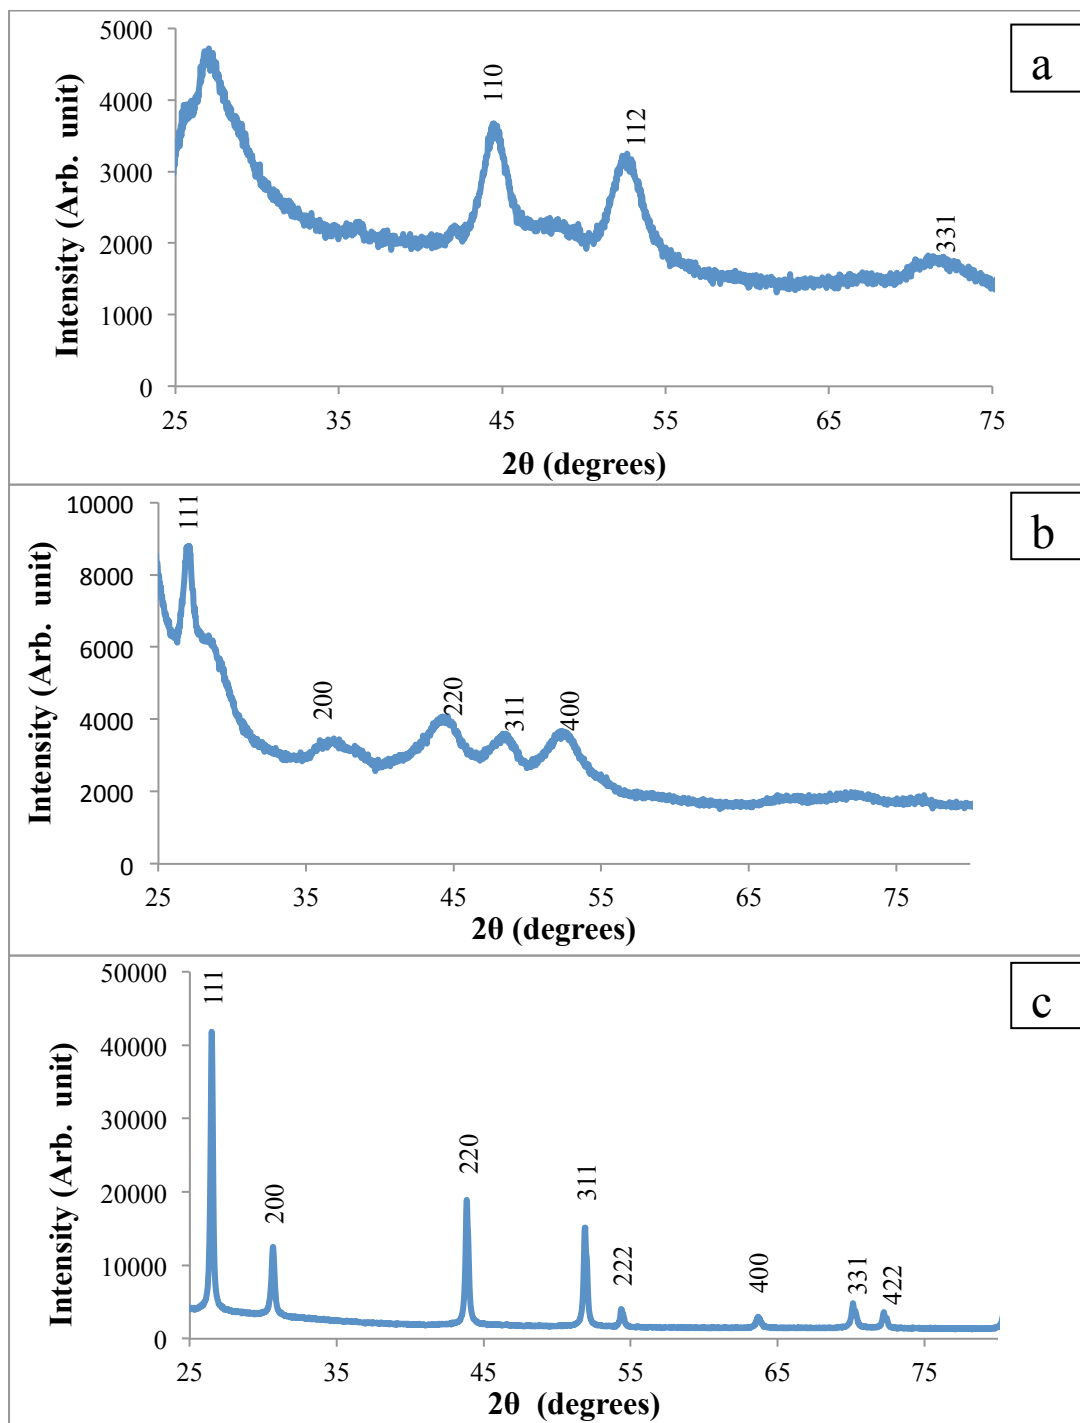 a
5000
4000
3000
2000
1000
0
Intensity (Arb. unit)
110
112
331
25 35 45 55 65 75
2θ (degrees)
b
10000
8000
6000
4000
2000
0
Intensity (Arb. unit)
111
200
220
311
400
25 35 45 55 65 75
2θ (degrees)
c
50000
40000
30000
20000
10000
0
Intensity (Arb. unit)
111
200
220
311
222
400
331
422
25 35 45 55 65 75
2θ (degrees)